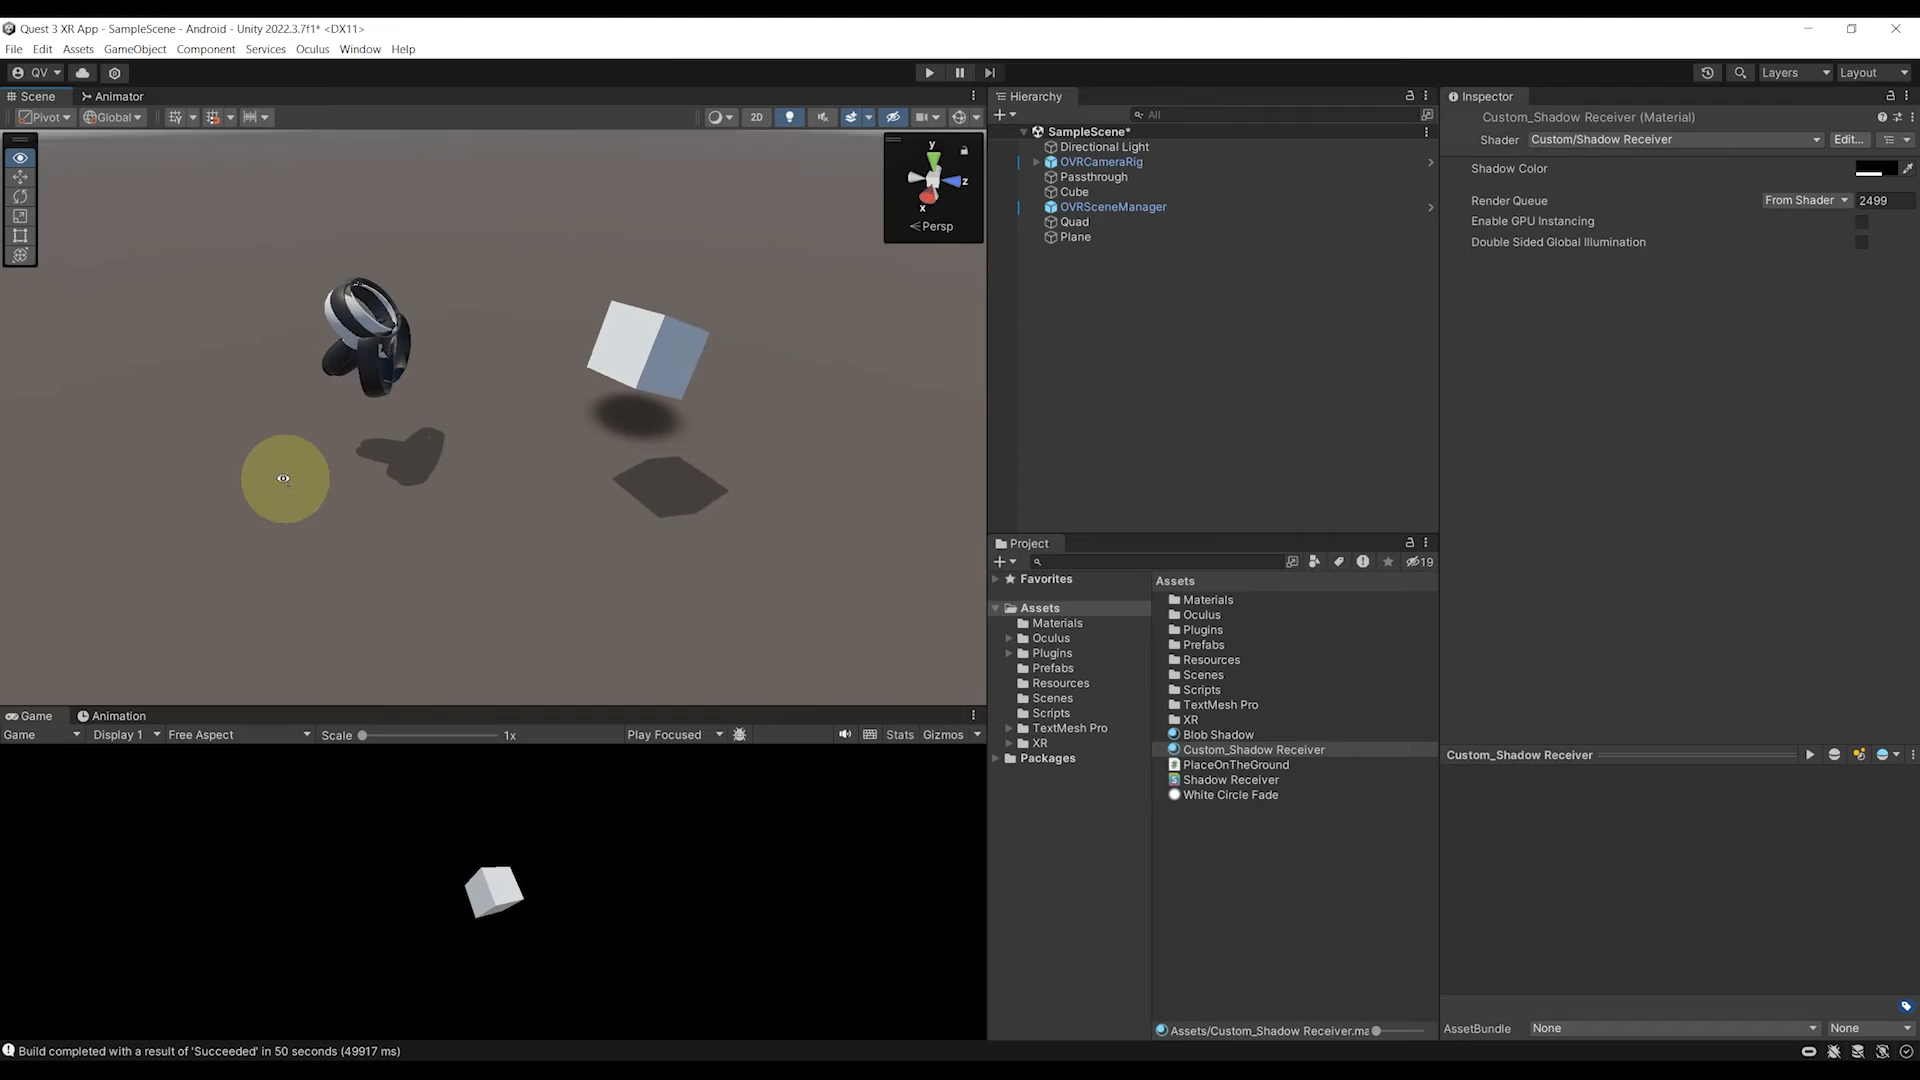 Quest 3 XR App - SampleScene - Android - Unity 2022.3.7f1* <DX11>
File Edit Assets GameObject Component Services Oculus Window Help
QV Layers Layout
Scene Animator
Pivot Global 2D
y
z
x
Persp
Hierarchy
All
SampleScene*
Directional Light
OVRCameraRig
Passthrough
Cube
OVRSceneManager
Quad
Plane
Inspector
Custom_Shadow Receiver (Material)
Shader Custom/Shadow Receiver Edit...
Shadow Color
Render Queue From Shader 2499
Enable GPU Instancing
Double Sided Global Illumination
Project
19
Favorites
Assets
Materials
Oculus
Plugins
Prefabs
Resources
Scenes
Scripts
TextMesh Pro
XR
Packages
Assets
Materials
Oculus
Plugins
Prefabs
Resources
Scenes
Scripts
TextMesh Pro
XR
Blob Shadow
Custom_Shadow Receiver
PlaceOnTheGround
Shadow Receiver
White Circle Fade
Assets/Custom_Shadow Receiver.ma
Game Animation
Game Display 1 Free Aspect Scale 1x Play Focused Stats Gizmos
Custom_Shadow Receiver
AssetBundle None None
Build completed with a result of 'Succeeded' in 50 seconds (49917 ms)